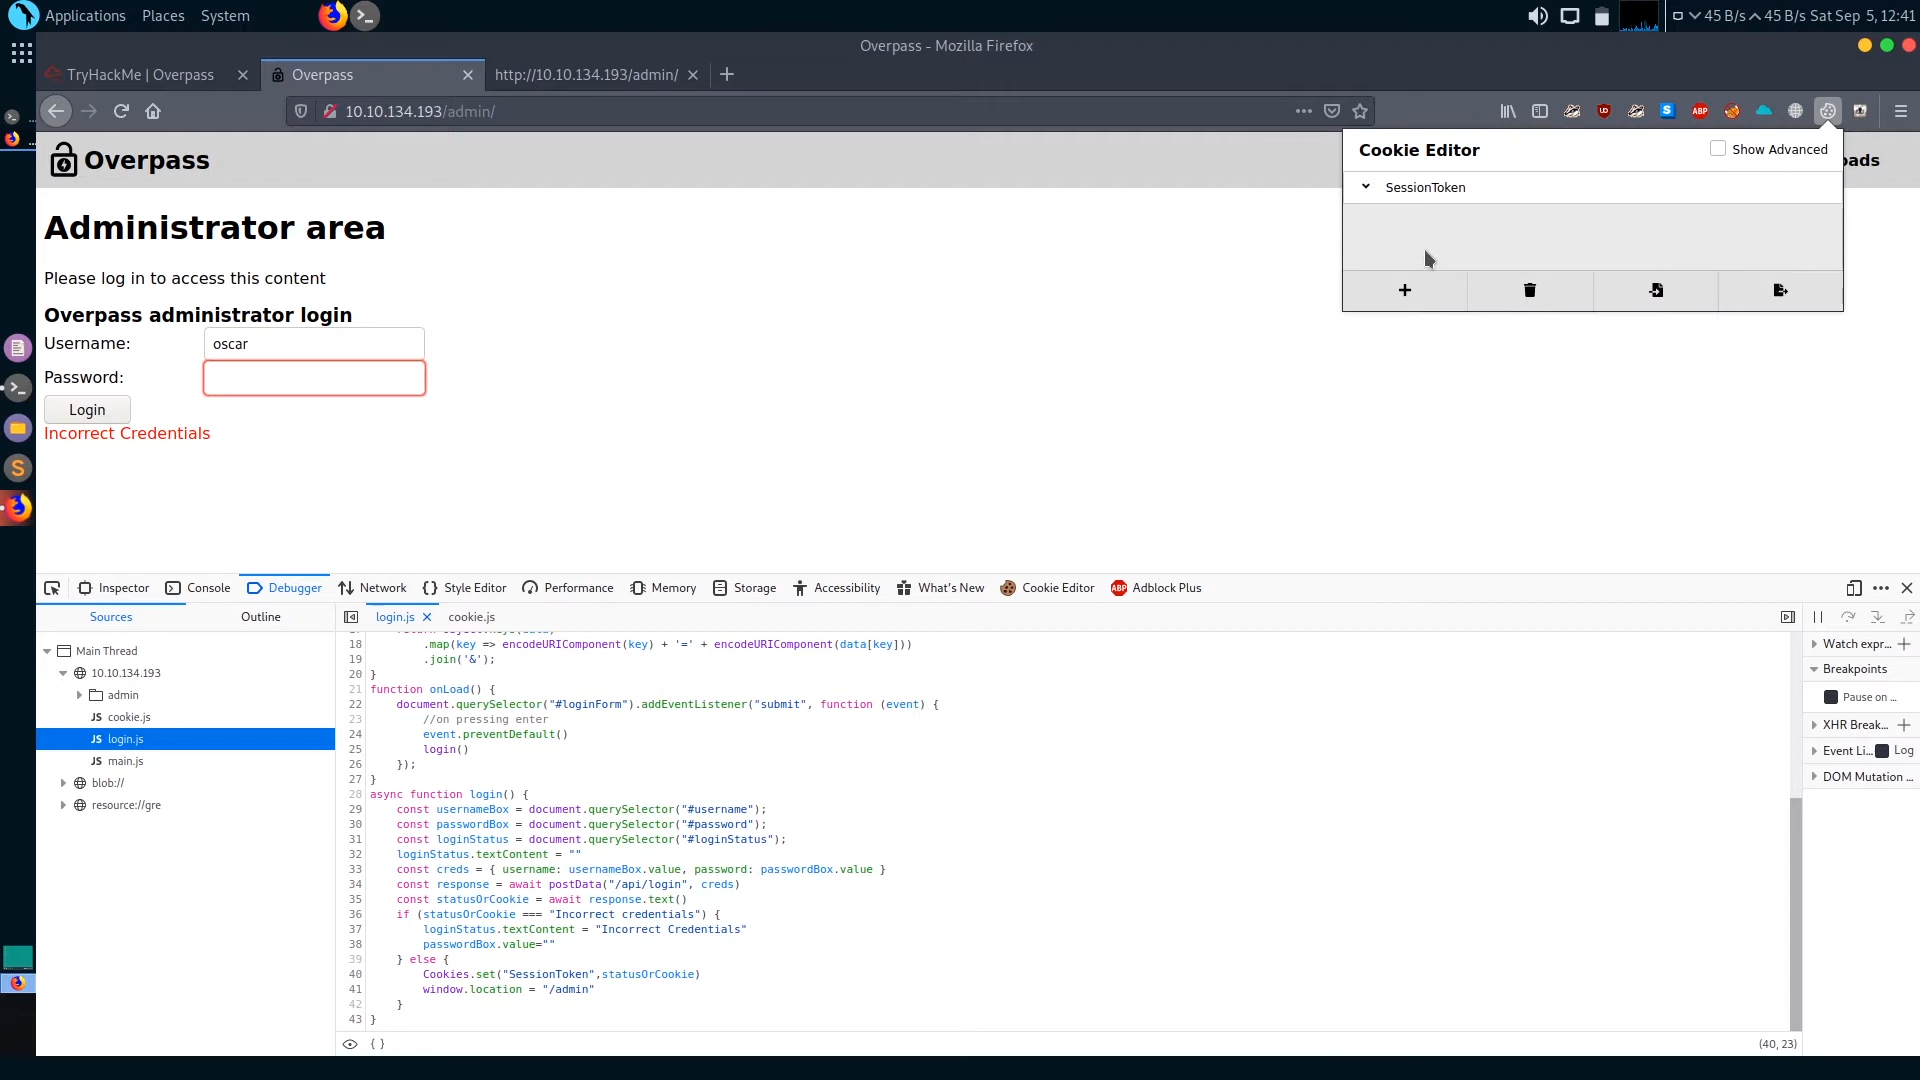 Applications Places System
45 B/s 45 B/s Sat Sep 5, 12:41
Overpass - Mozilla Firefox
TryHackMe | Overpass
Overpass
http://10.10.134.193/admin/
10.10.134.193/admin/
Overpass
oads
Cookie Editor
Show Advanced
SessionToken
Administrator area
Please log in to access this content
Overpass administrator login
Username:
oscar
Password:
Login
Incorrect Credentials
Inspector Console Debugger Network Style Editor Performance Memory Storage Accessibility What's New Cookie Editor Adblock Plus
Sources Outline
login.js cookie.js
Main Thread
10.10.134.193
admin
JS cookie.js
JS login.js
JS main.js
blob://
resource://gre
18 .map(key => encodeURIComponent(key) + '=' + encodeURIComponent(data[key]))
19 .join('&');
20 }
21 function onLoad() {
22 document.querySelector("#loginForm").addEventListener("submit", function (event) {
23 //on pressing enter
24 event.preventDefault()
25 login()
26 });
27 }
28 async function login() {
29 const usernameBox = document.querySelector("#username");
30 const passwordBox = document.querySelector("#password");
31 const loginStatus = document.querySelector("#loginStatus");
32 loginStatus.textContent = ""
33 const creds = { username: usernameBox.value, password: passwordBox.value }
34 const response = await postData("/api/login", creds)
35 const statusOrCookie = await response.text()
36 if (statusOrCookie === "Incorrect credentials") {
37 loginStatus.textContent = "Incorrect Credentials"
38 passwordBox.value=""
39 } else {
40 Cookies.set("SessionToken",statusOrCookie)
41 window.location = "/admin"
42 }
43 }
{ }
(40, 23)
Watch expr...
Breakpoints
Pause on ...
XHR Break...
Event Li... Log
DOM Mutation ...